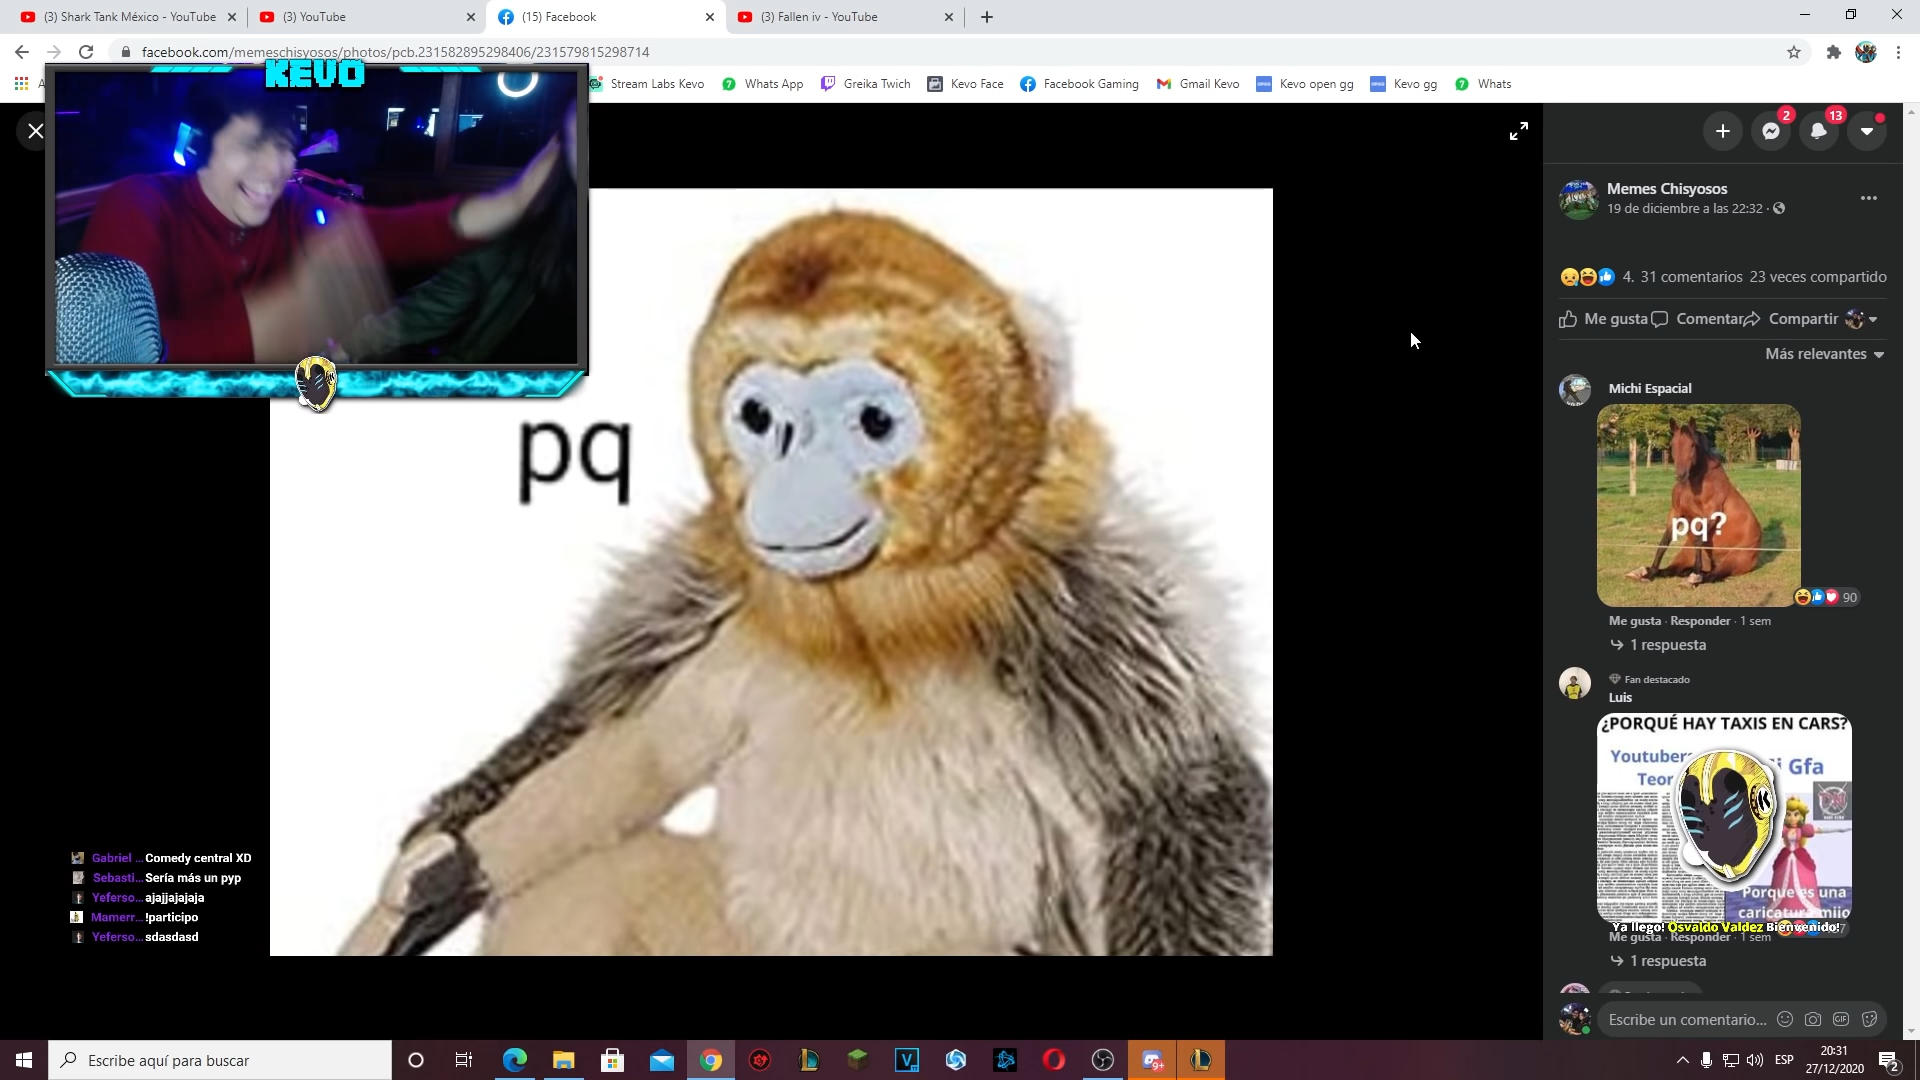 (3) Shark Tank México - YouTube
(3) YouTube
(15) Facebook
(3) Fallen iv - YouTube
facebook.com/memeschisyosos/photos/pcb.231582895298406/231579815298714
Stream Labs Kevo
Whats App
Greika Twich
Kevo Face
Facebook Gaming
Gmail Kevo
Kevo open gg
Kevo gg
Whats
KEVO
pq
Gabriel ... Comedy central XD
Sebasti... Sería más un pyp
Yeferso... ajajjajajaja
Mamerr... !participo
Yeferso... sdasdasd
2
13
Memes Chisyosos
19 de diciembre a las 22:32 ·
4. 31 comentarios 23 veces compartido
Me gusta Comentar Compartir
Más relevantes
Michi Espacial
pq?
90
Me gusta · Responder · 1 sem
1 respuesta
Fan destacado
Luis
¿PORQUÉ HAY TAXIS EN CARS?
Gfa
Porque es una
caricatura miio
Ya llego! Osvaldo Valdez Bienvenido!
Me gusta · Responder · 1 sem
1 respuesta
Escribe un comentario...
GIF
Escribe aquí para buscar
9+
ESP
20:31
27/12/2020
2